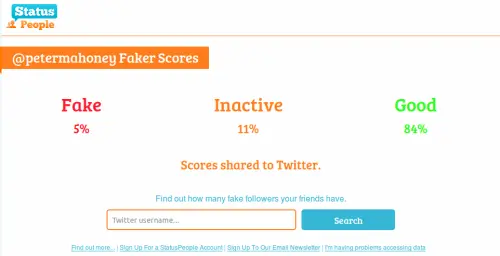 Status
People
@petermahoney Faker Scores
Fake Inactive Good
5% 11% 84%
Scores shared to Twitter.
Find out how many fake followers your friends have.
Twitter username... Search
Find out more... | Sign Up For a StatusPeople Account | Sign Up To Our Email Newsletter | I'm having problems accessing data